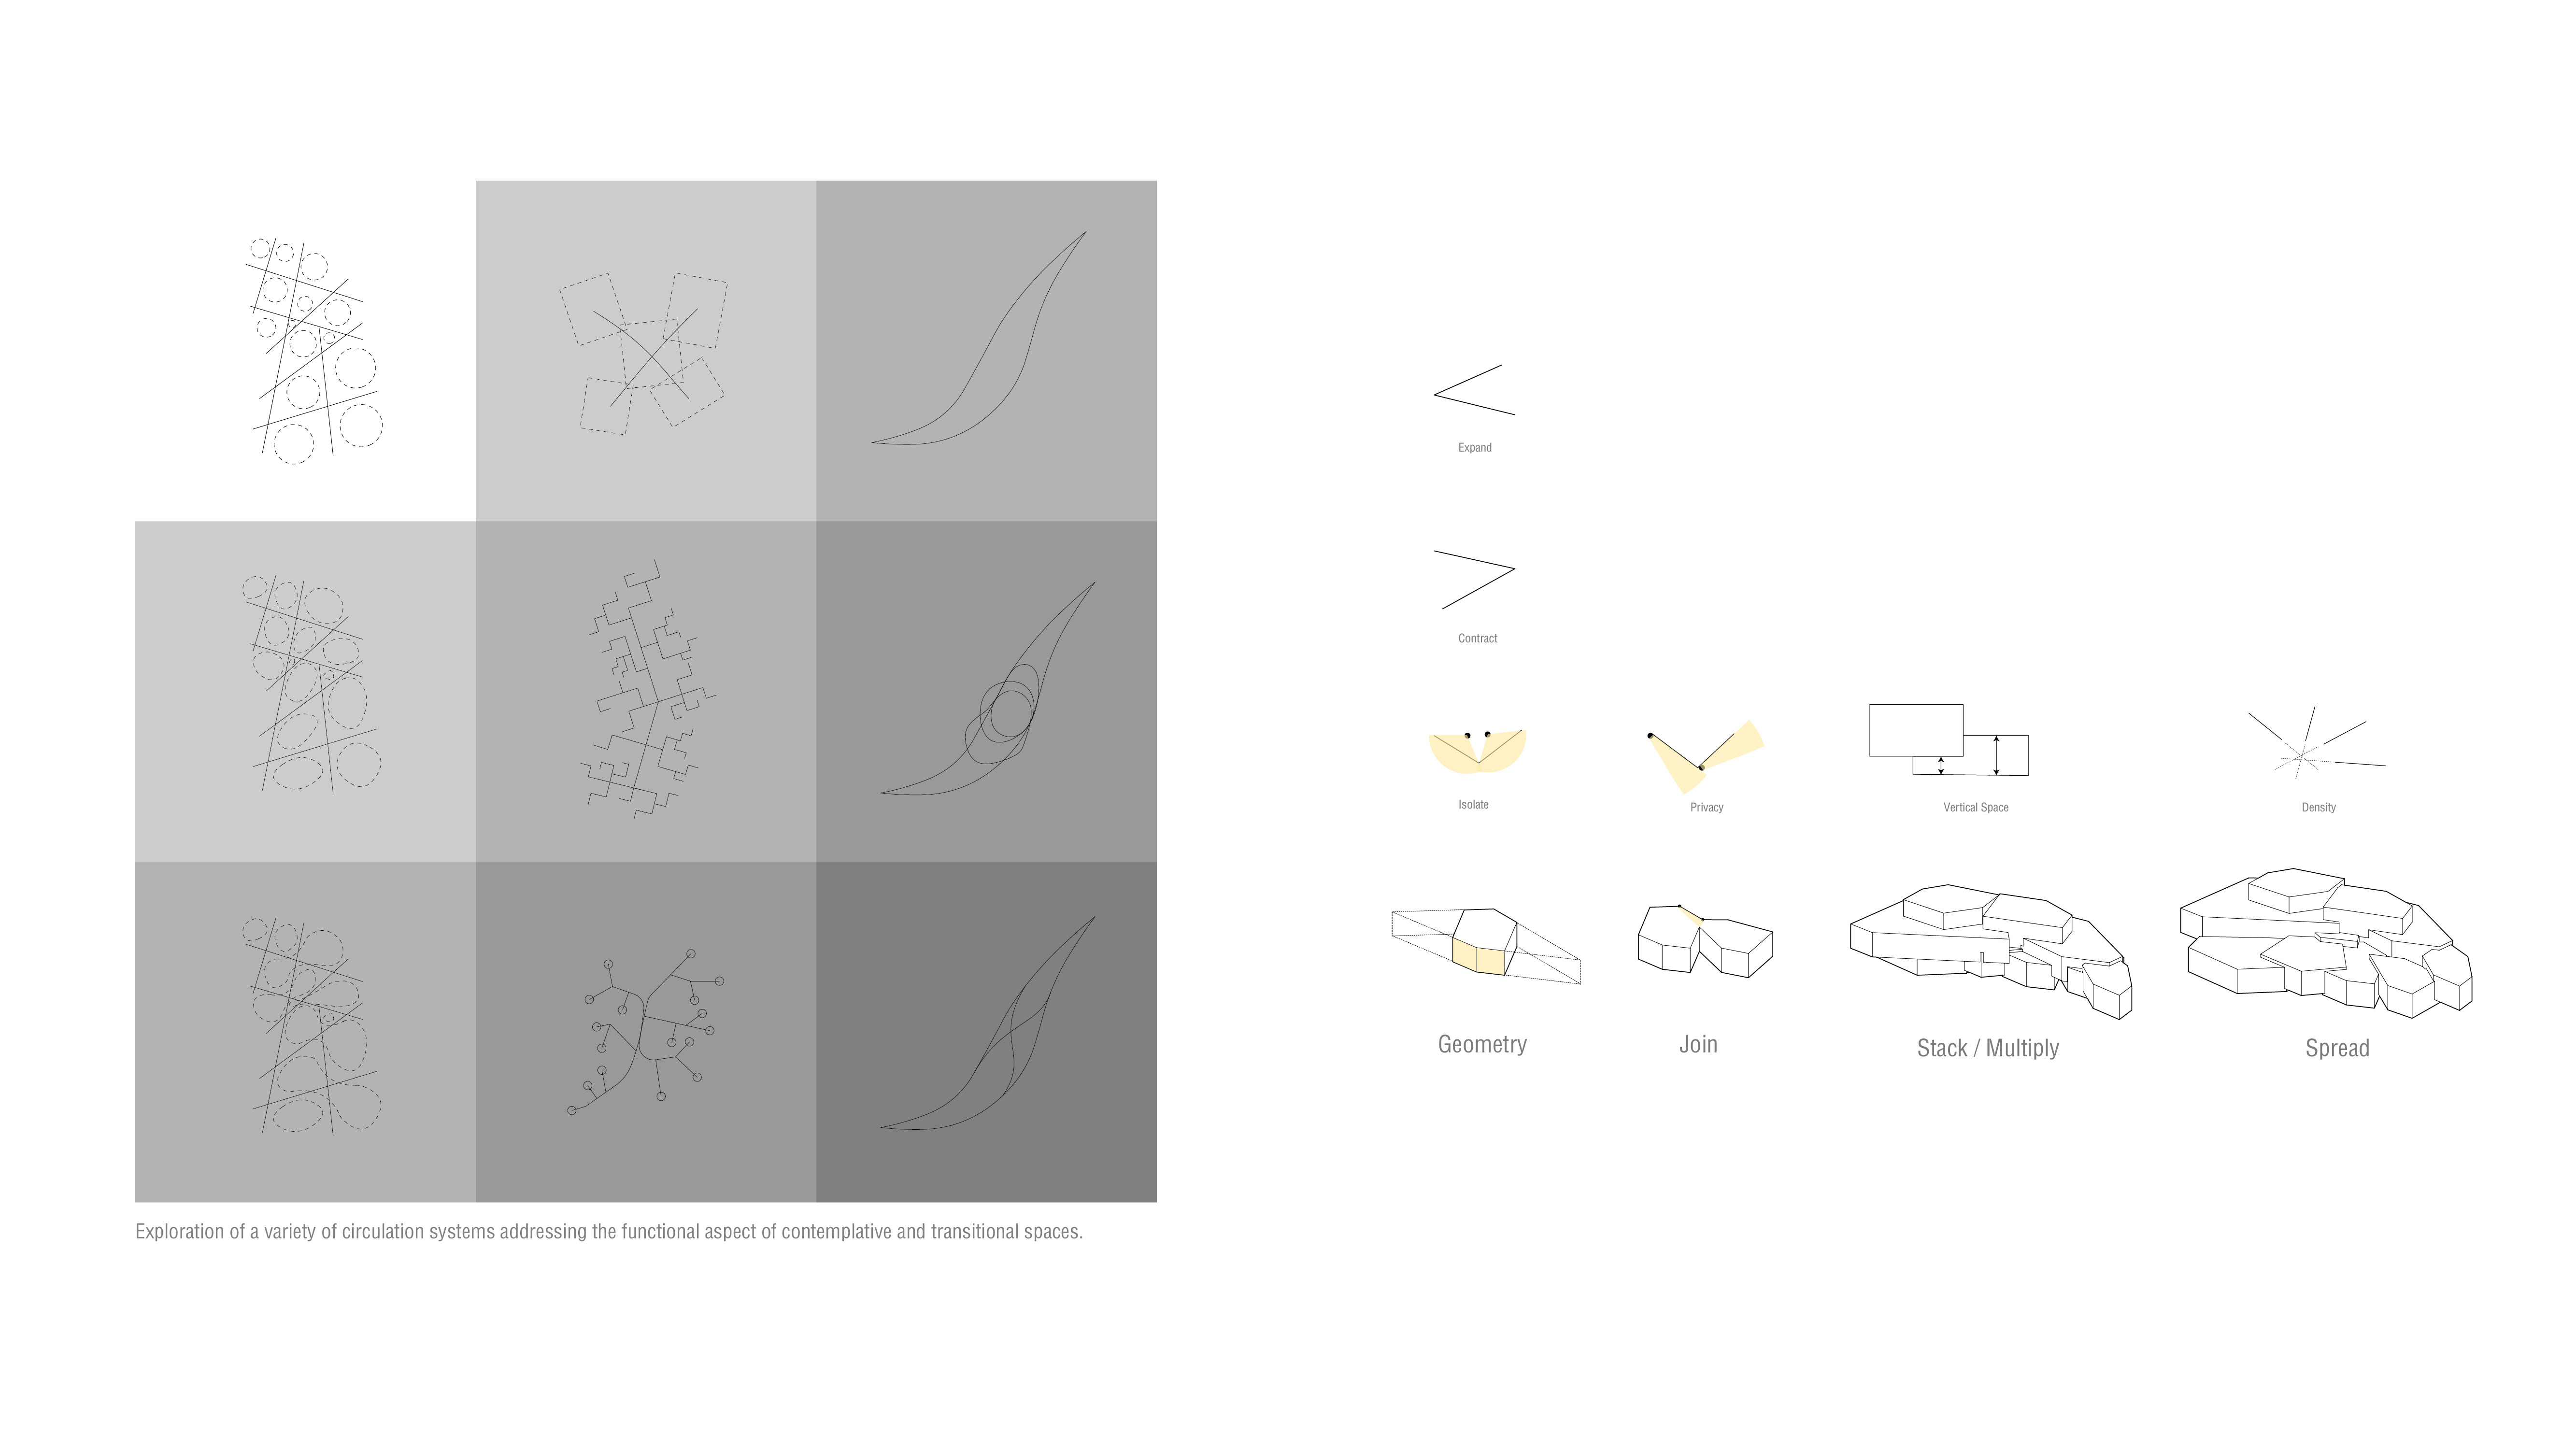 Expand
Contract
Isolate
Privacy
Vertical Space
Density
Geometry
Join
Stack / Multiply
Spread
Exploration of a variety of circulation systems addressing the functional aspect of contemplative and transitional spaces.